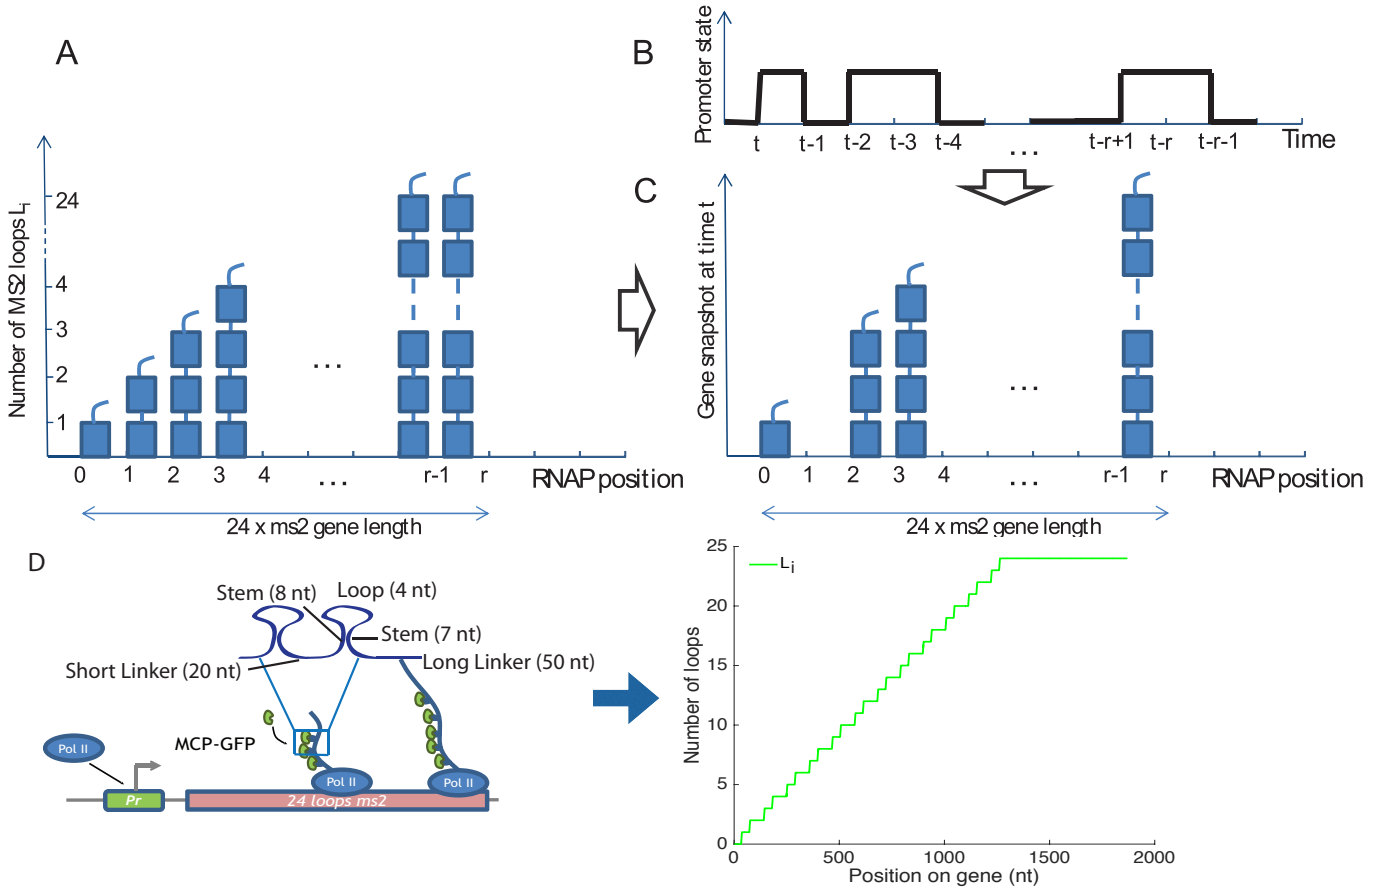 A
Number of MS2 loops Li
24
4
3
2
1
0 1 2 3 4 ... r-1 r RNAP position
24 x ms2 gene length
B
Promoter state
t t-1 t-2 t-3 t-4 ... t-r+1 t-r t-r-1 Time
C
Gene snapshot at time t
0 1 2 3 4 ... r-1 r RNAP position
24 x ms2 gene length
...
...
D
Stem (8 nt)
Loop (4 nt)
Stem (7 nt)
Short Linker (20 nt)
Long Linker (50 nt)
MCP-GFP
Pol II
Pol II
Pol II
Pr
24 loops ms2
Number of loops
25
20
15
10
5
0
Li
0 500 1000 1500 2000
Position on gene (nt)